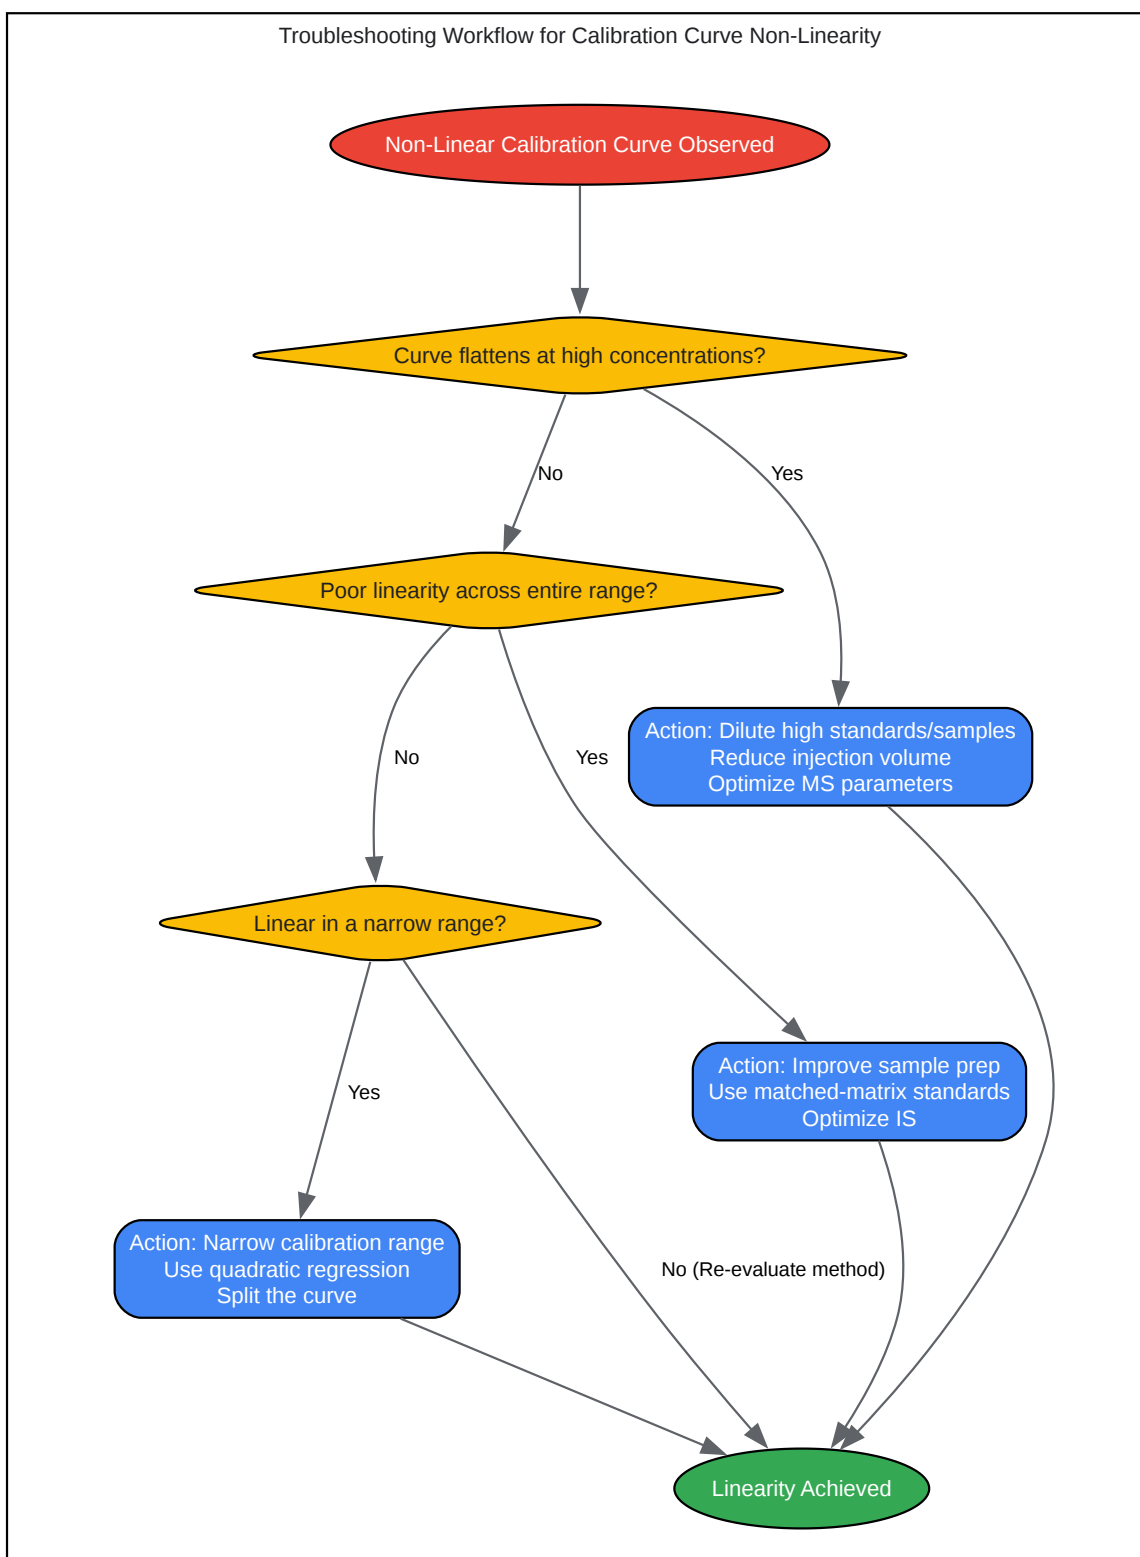 Troubleshooting Workflow for Calibration Curve Non-Linearity
Non-Linear Calibration Curve Observed
Curve flattens at high concentrations?
No
Yes
Poor linearity across entire range?
Action: Dilute high standards/samples
Reduce injection volume
Optimize MS parameters
No
Yes
Linear in a narrow range?
Action: Improve sample prep
Use matched-matrix standards
Optimize IS
Yes
Action: Narrow calibration range
Use quadratic regression
Split the curve
No (Re-evaluate method)
Linearity Achieved